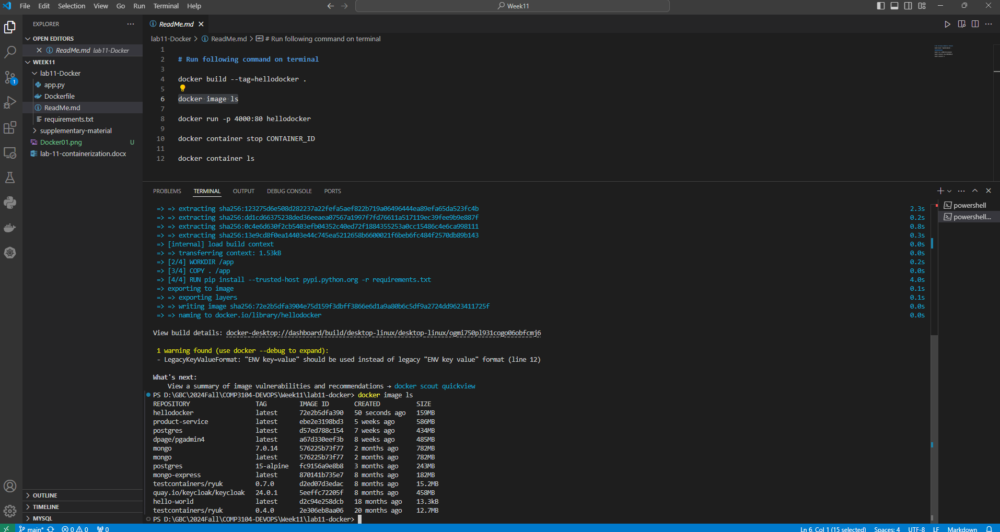 File Edit Selection View Go Run Terminal Help
Week11
EXPLORER
OPEN EDITORS
ReadMe.md lab11-Docker
WEEK11
lab11-Docker
app.py
Dockerfile
ReadMe.md
requirements.txt
supplementary-material
Docker01.png U
lab-11-containerization.docx
OUTLINE
TIMELINE
MYSQL
1
ReadMe.md
lab11-Docker > ReadMe.md > # Run following command on terminal
1
2 # Run following command on terminal
3
4 docker build --tag=hellodocker .
5
6 docker image ls
7
8 docker run -p 4000:80 hellodocker
9
10 docker container stop CONTAINER_ID
11
12 docker container ls
PROBLEMS TERMINAL OUTPUT DEBUG CONSOLE PORTS
powershell
powershell...
=> => extracting sha256:123275d6e508d282237a22fefa5aef822b719a06496444ea89efa65da523fc4b 2.3s
=> => extracting sha256:dd1cd66375238ded36eeaea07567a1997f7fd76611a517119ec39fee9b9e887f 0.2s
=> => extracting sha256:0c4e6d630f2cb5403efb04352c40ed72f1884355253a0cc15486c4e6ca998111 0.8s
=> => extracting sha256:13e9cd8f0ea14403e44c745ea5212658b6600021f6beb6fc484f2570db89b143 0.3s
=> [internal] load build context 0.0s
=> => transferring context: 1.53kB 0.0s
=> [2/4] WORKDIR /app 0.2s
=> [3/4] COPY . /app 0.0s
=> [4/4] RUN pip install --trusted-host pypi.python.org -r requirements.txt 4.0s
=> exporting to image 0.1s
=> => exporting layers 0.1s
=> => writing image sha256:72e2b5dfa3904e75d159f3dbff3866e6d1a9a80b6c5df9a2724dd9623411725f 0.0s
=> => naming to docker.io/library/hellodocker 0.0s
View build details: docker-desktop://dashboard/build/desktop-linux/desktop-linux/ogmi750pl931cogo06obfcmj6
1 warning found (use docker --debug to expand):
- LegacyKeyValueFormat: "ENV key=value" should be used instead of legacy "ENV key value" format (line 12)
What's next:
View a summary of image vulnerabilities and recommendations → docker scout quickview
PS D:\GBC\2024Fall\COMP3104-DEVOPS\Week11\lab11-docker> docker image ls
REPOSITORY TAG IMAGE ID CREATED SIZE
hellodocker latest 72e2b5dfa390 50 seconds ago 159MB
product-service latest ebe2e3198bd3 5 weeks ago 586MB
postgres latest d57ed788c154 7 weeks ago 434MB
dpage/pgadmin4 latest a67d330eef3b 8 weeks ago 485MB
mongo 7.0.14 576225b73f77 2 months ago 782MB
mongo latest 576225b73f77 2 months ago 782MB
postgres 15-alpine fc9156a9e8b8 3 months ago 243MB
mongo-express latest 870141b735e7 8 months ago 182MB
testcontainers/ryuk 0.7.0 d2ed07d3edac 8 months ago 15.2MB
quay.io/keycloak/keycloak 24.0.1 5eeffc72205f 8 months ago 458MB
hello-world latest d2c94e258dcb 18 months ago 13.3kB
testcontainers/ryuk 0.4.0 2e306eb8aa06 20 months ago 12.7MB
PS D:\GBC\2024Fall\COMP3104-DEVOPS\Week11\lab11-docker>
main* 0 0 0 Ln 6, Col 1 (15 selected) Spaces: 4 UTF-8 LF Markdown